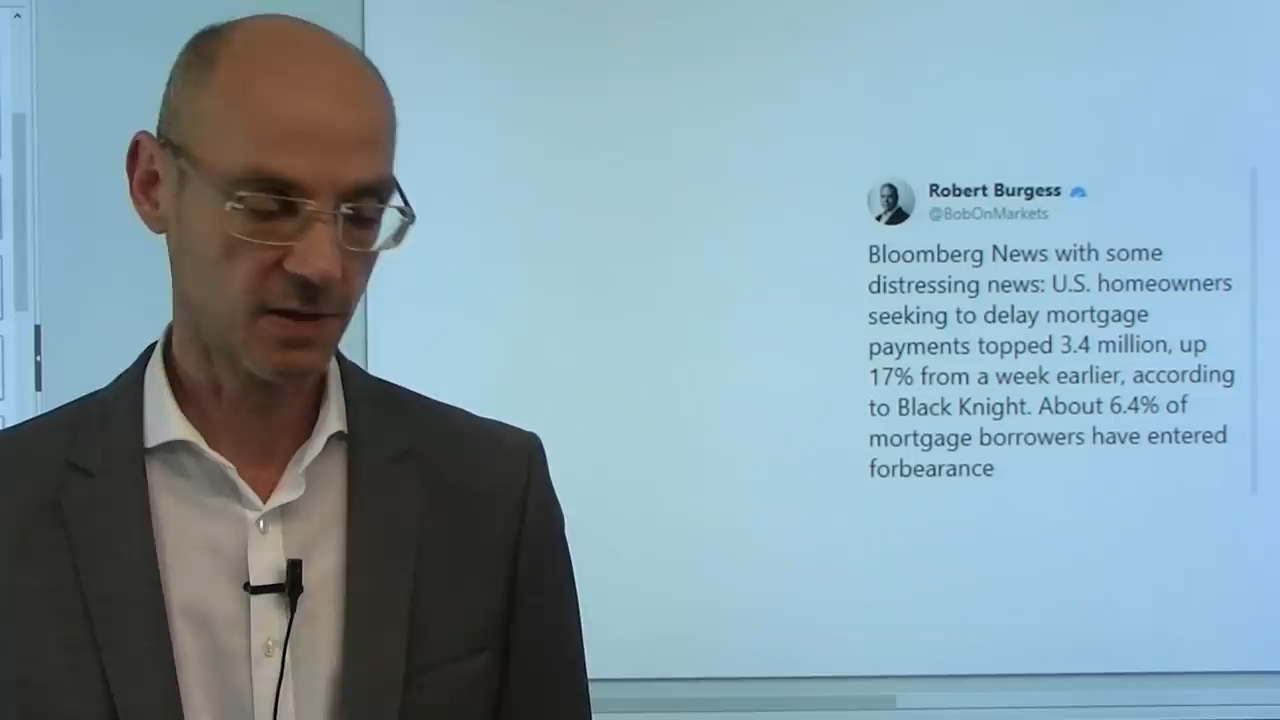 Robert Burgess
@BobOnMarkets
Bloomberg News with some
distressing news: U.S. homeowners
seeking to delay mortgage
payments topped 3.4 million, up
17% from a week earlier, according
to Black Knight. About 6.4% of
mortgage borrowers have entered
forbearance